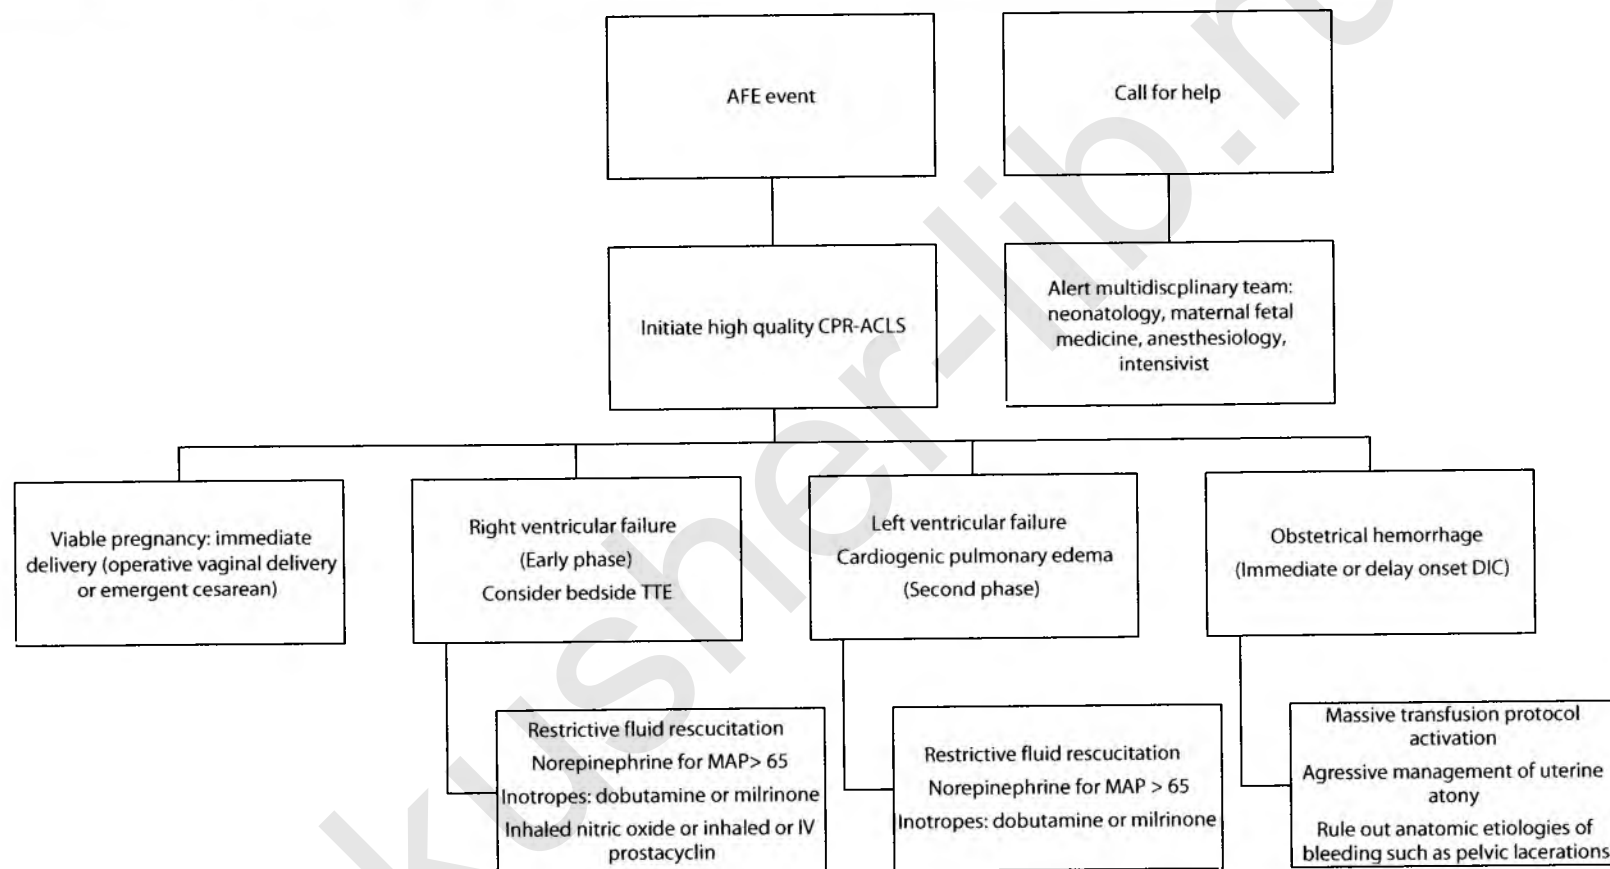 AFE event
Call for help
Initiate high quality CPR-ACLS
Alert multidiscplinary team:
neonatology, maternal fetal
medicine, anesthesiology,
intensivist
Viable pregnancy: immediate
delivery (operative vaginal delivery
or emergent cesarean)
Right ventricular failure
(Early phase)
Consider bedside TTE
Left ventricular failure
Cardiogenic pulmonary edema
(Second phase)
Obstetrical hemorrhage
(Immediate or delay onset DIC)
Restrictive fluid rescucitation
Norepinephrine for MAP> 65
Inotropes: dobutamine or milrinone
Inhaled nitric oxide or inhaled or IV
prostacyclin
Restrictive fluid rescucitation
Norepinephrine for MAP > 65
Inotropes: dobutamine or milrinone
Massive transfusion protocol
activation
Agressive management of uterine
atony
Rule out anatomic etiologies of
bleeding such as pelvic lacerations
kusher-lib.ru